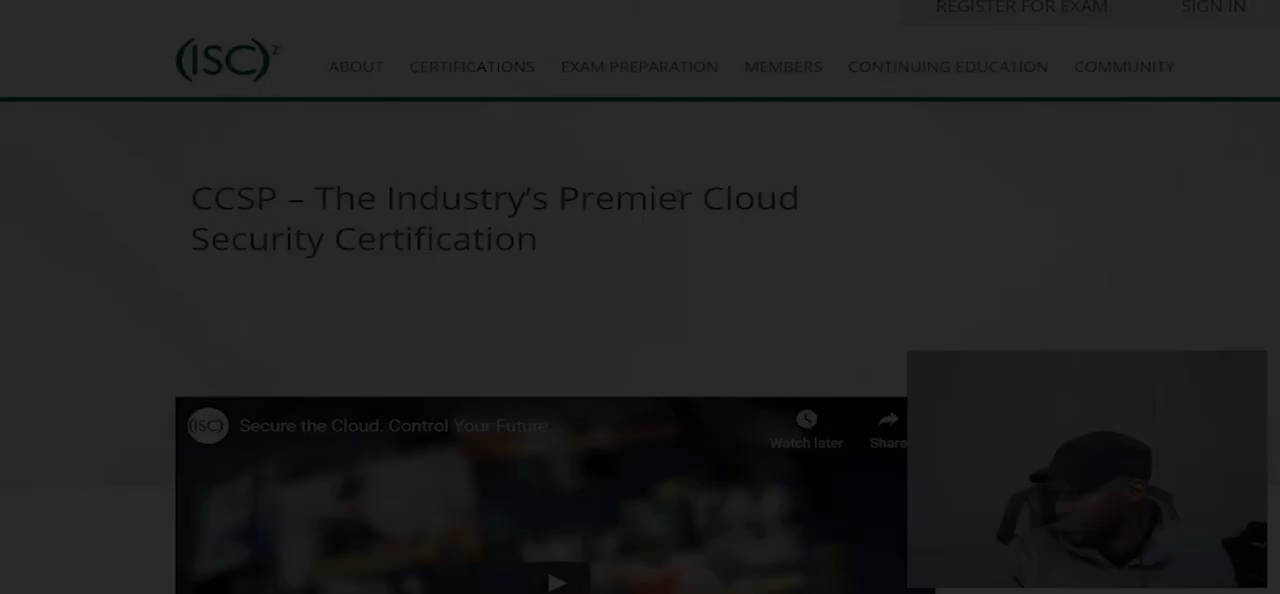 REGISTER FOR EXAM SIGN IN
(ISC)²
ABOUT CERTIFICATIONS EXAM PREPARATION MEMBERS CONTINUING EDUCATION COMMUNITY
CCSP – The Industry's Premier Cloud
Security Certification
(ISC) Secure the Cloud. Control Your Future...
Watch later Share